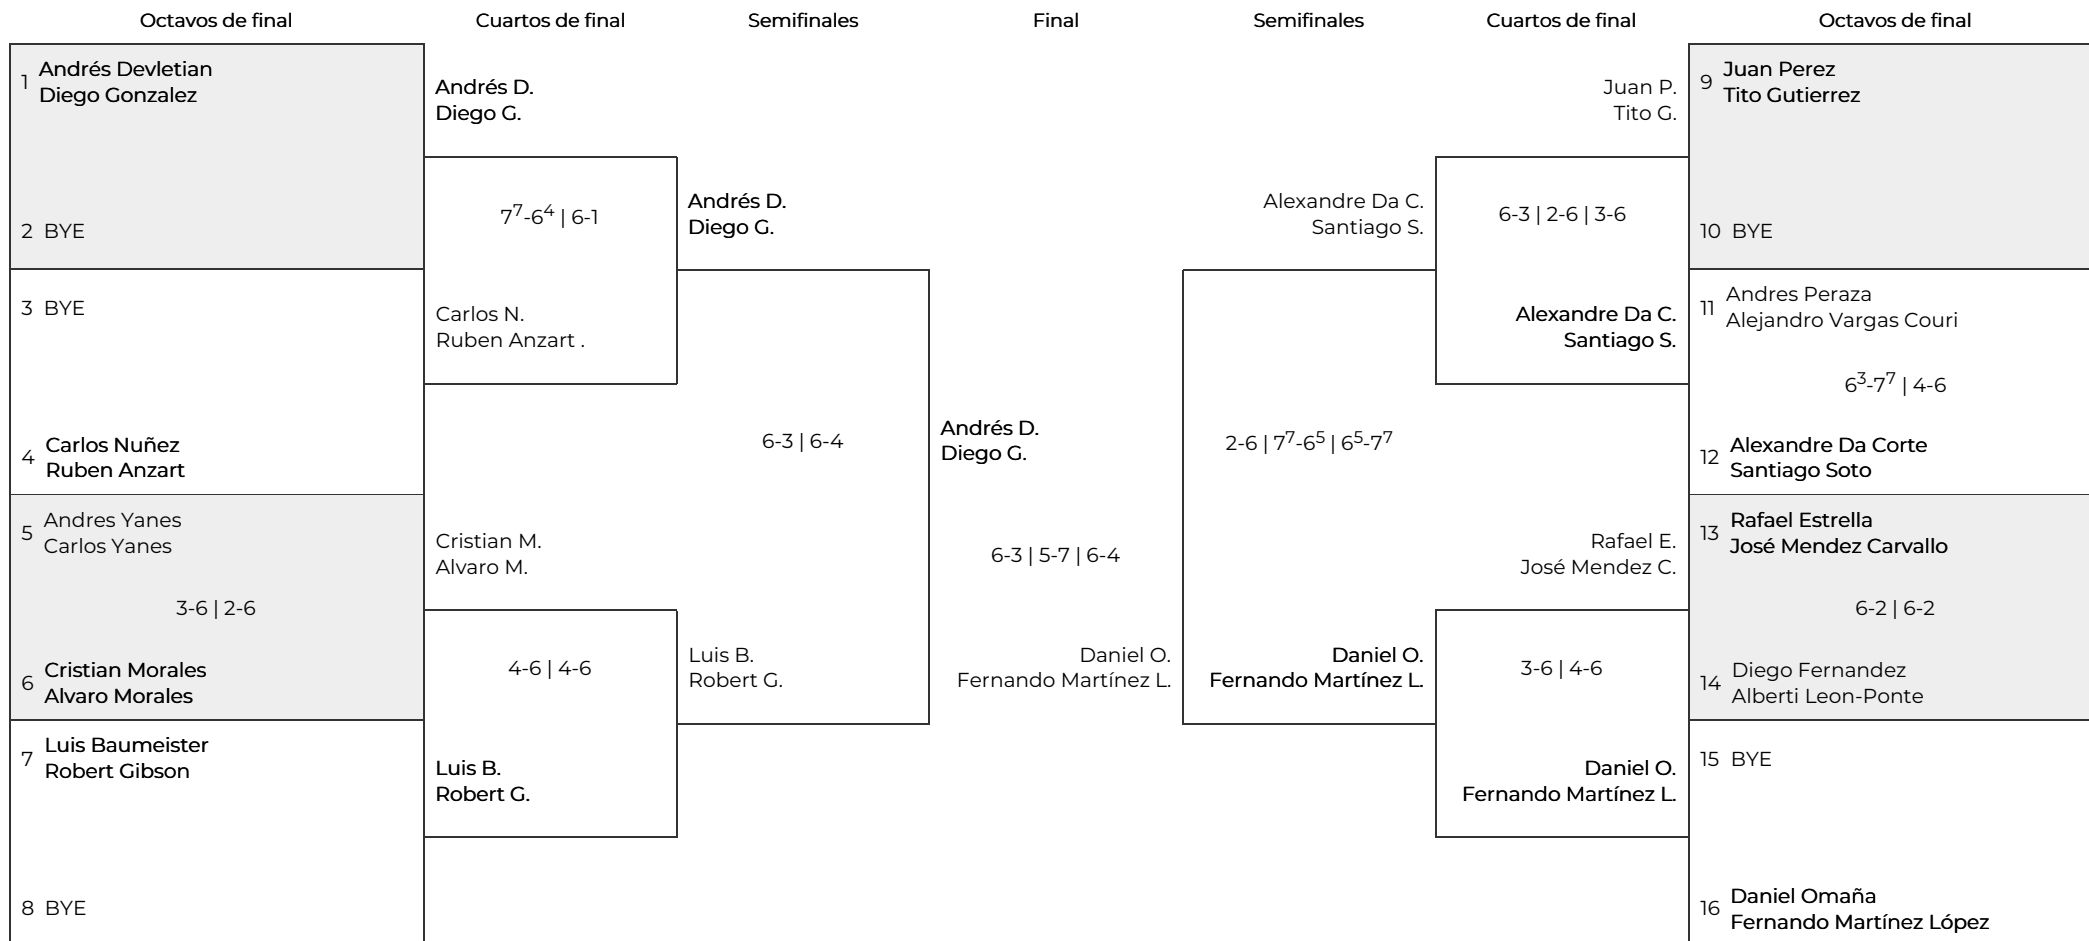 Octavos de final
Cuartos de final
Semifinales
Final
Semifinales
Cuartos de final
Octavos de final
1 Andrés Devletian
Diego Gonzalez
2 BYE
3 BYE
4 Carlos Nuñez
Ruben Anzart
5 Andres Yanes
Carlos Yanes
3-6 | 2-6
6 Cristian Morales
Alvaro Morales
7 Luis Baumeister
Robert Gibson
8 BYE
Andrés D.
Diego G.
7⁷-6⁴ | 6-1
Carlos N.
Ruben Anzart .
Cristian M.
Alvaro M.
4-6 | 4-6
Luis B.
Robert G.
Andrés D.
Diego G.
6-3 | 6-4
Luis B.
Robert G.
Andrés D.
Diego G.
6-3 | 5-7 | 6-4
Daniel O.
Fernando Martínez L.
Alexandre Da C.
Santiago S.
2-6 | 7⁷-6⁵ | 6⁵-7⁷
Daniel O.
Fernando Martínez L.
Juan P.
Tito G.
6-3 | 2-6 | 3-6
Alexandre Da C.
Santiago S.
Rafael E.
José Mendez C.
3-6 | 4-6
Daniel O.
Fernando Martínez L.
9 Juan Perez
Tito Gutierrez
10 BYE
11 Andres Peraza
Alejandro Vargas Couri
6³-7⁷ | 4-6
12 Alexandre Da Corte
Santiago Soto
13 Rafael Estrella
José Mendez Carvallo
6-2 | 6-2
14 Diego Fernandez
Alberti Leon-Ponte
15 BYE
16 Daniel Omaña
Fernando Martínez López